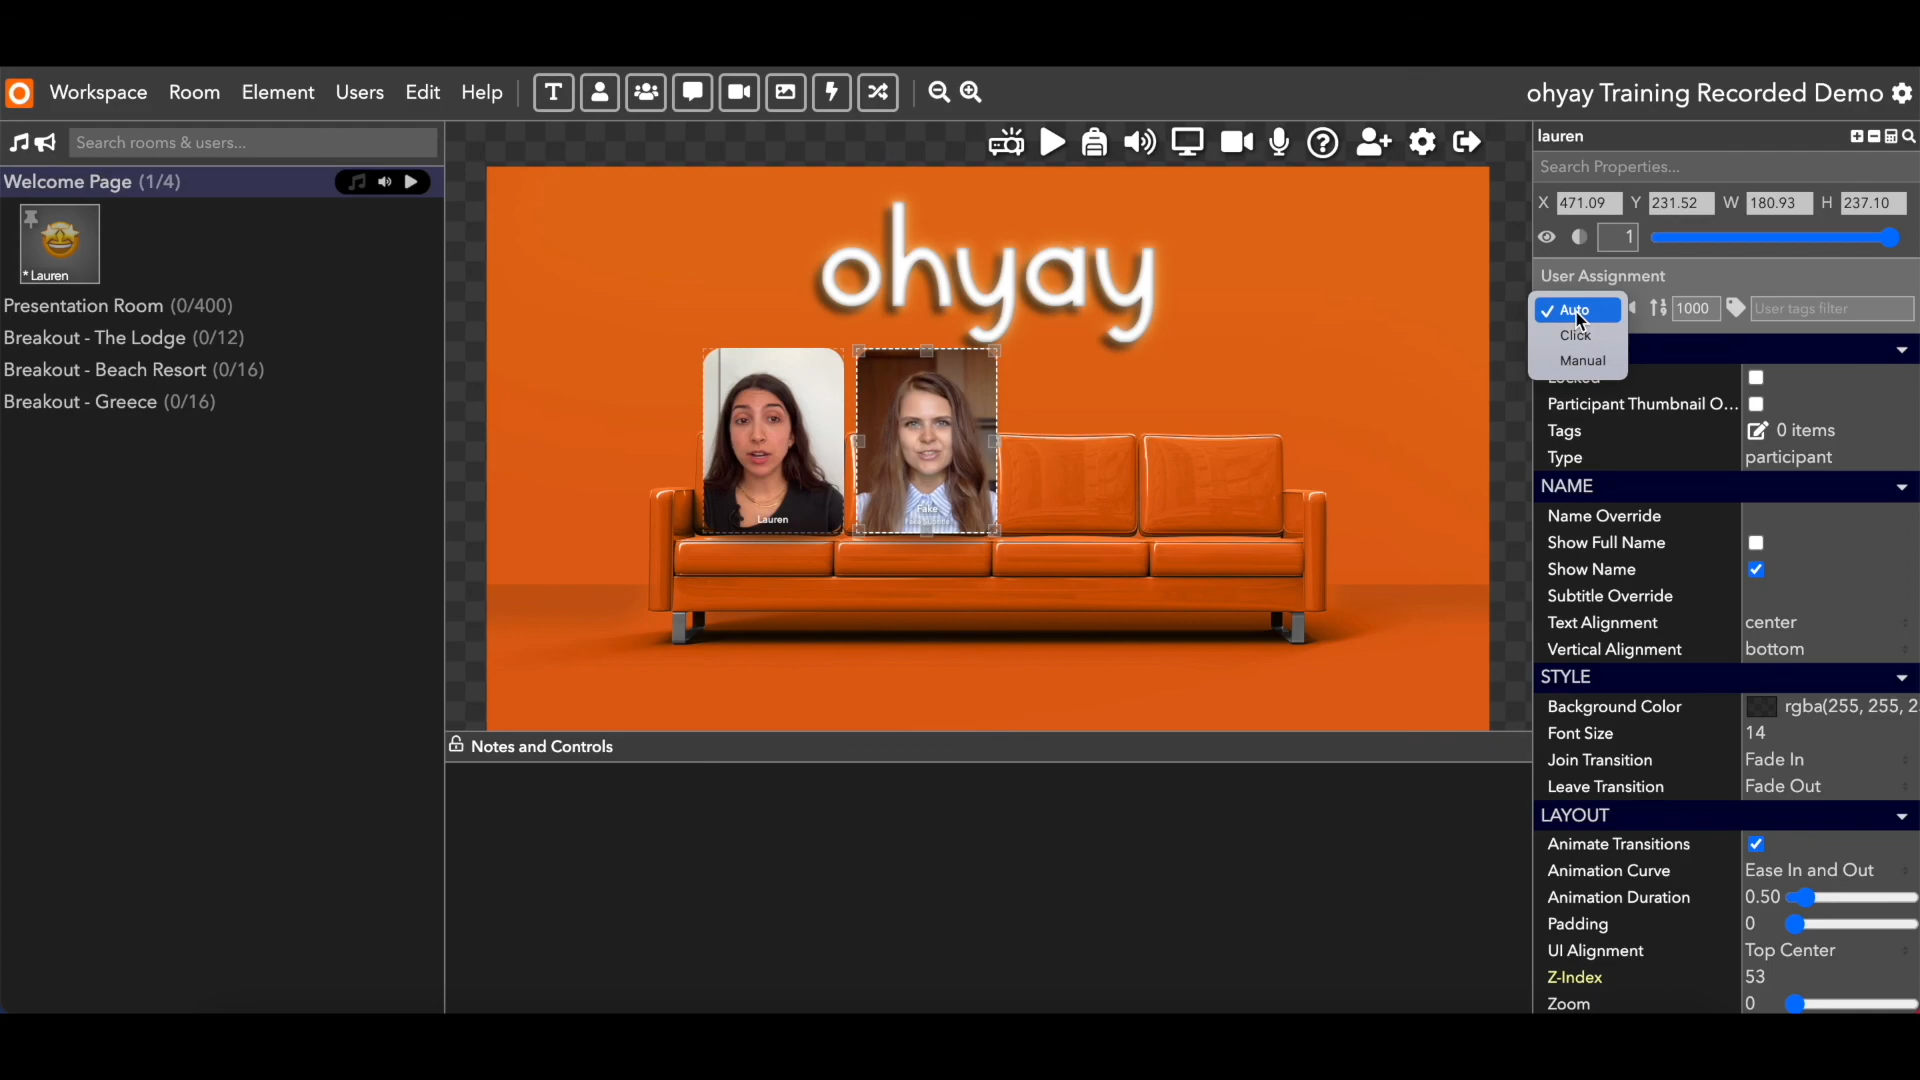 Workspace Room Element Users Edit Help
ohyay Training Recorded Demo
Search rooms & users...
Welcome Page (1/4)
* Lauren
Presentation Room (0/400)
Breakout - The Lodge (0/12)
Breakout - Beach Resort (0/16)
Breakout - Greece (0/16)
ohyay
Lauren
Fake
Notes and Controls
lauren
Search Properties...
X 471.09 Y 231.52 W 180.93 H 237.10
1
User Assignment
Auto 1000 User tags filter
Click
Manual
Locked
Participant Thumbnail O...
Tags 0 items
Type participant
NAME
Name Override
Show Full Name
Show Name
Subtitle Override
Text Alignment center
Vertical Alignment bottom
STYLE
Background Color rgba(255, 255, 2
Font Size 14
Join Transition Fade In
Leave Transition Fade Out
LAYOUT
Animate Transitions
Animation Curve Ease In and Out
Animation Duration 0.50
Padding 0
UI Alignment Top Center
Z-Index 53
Zoom 0